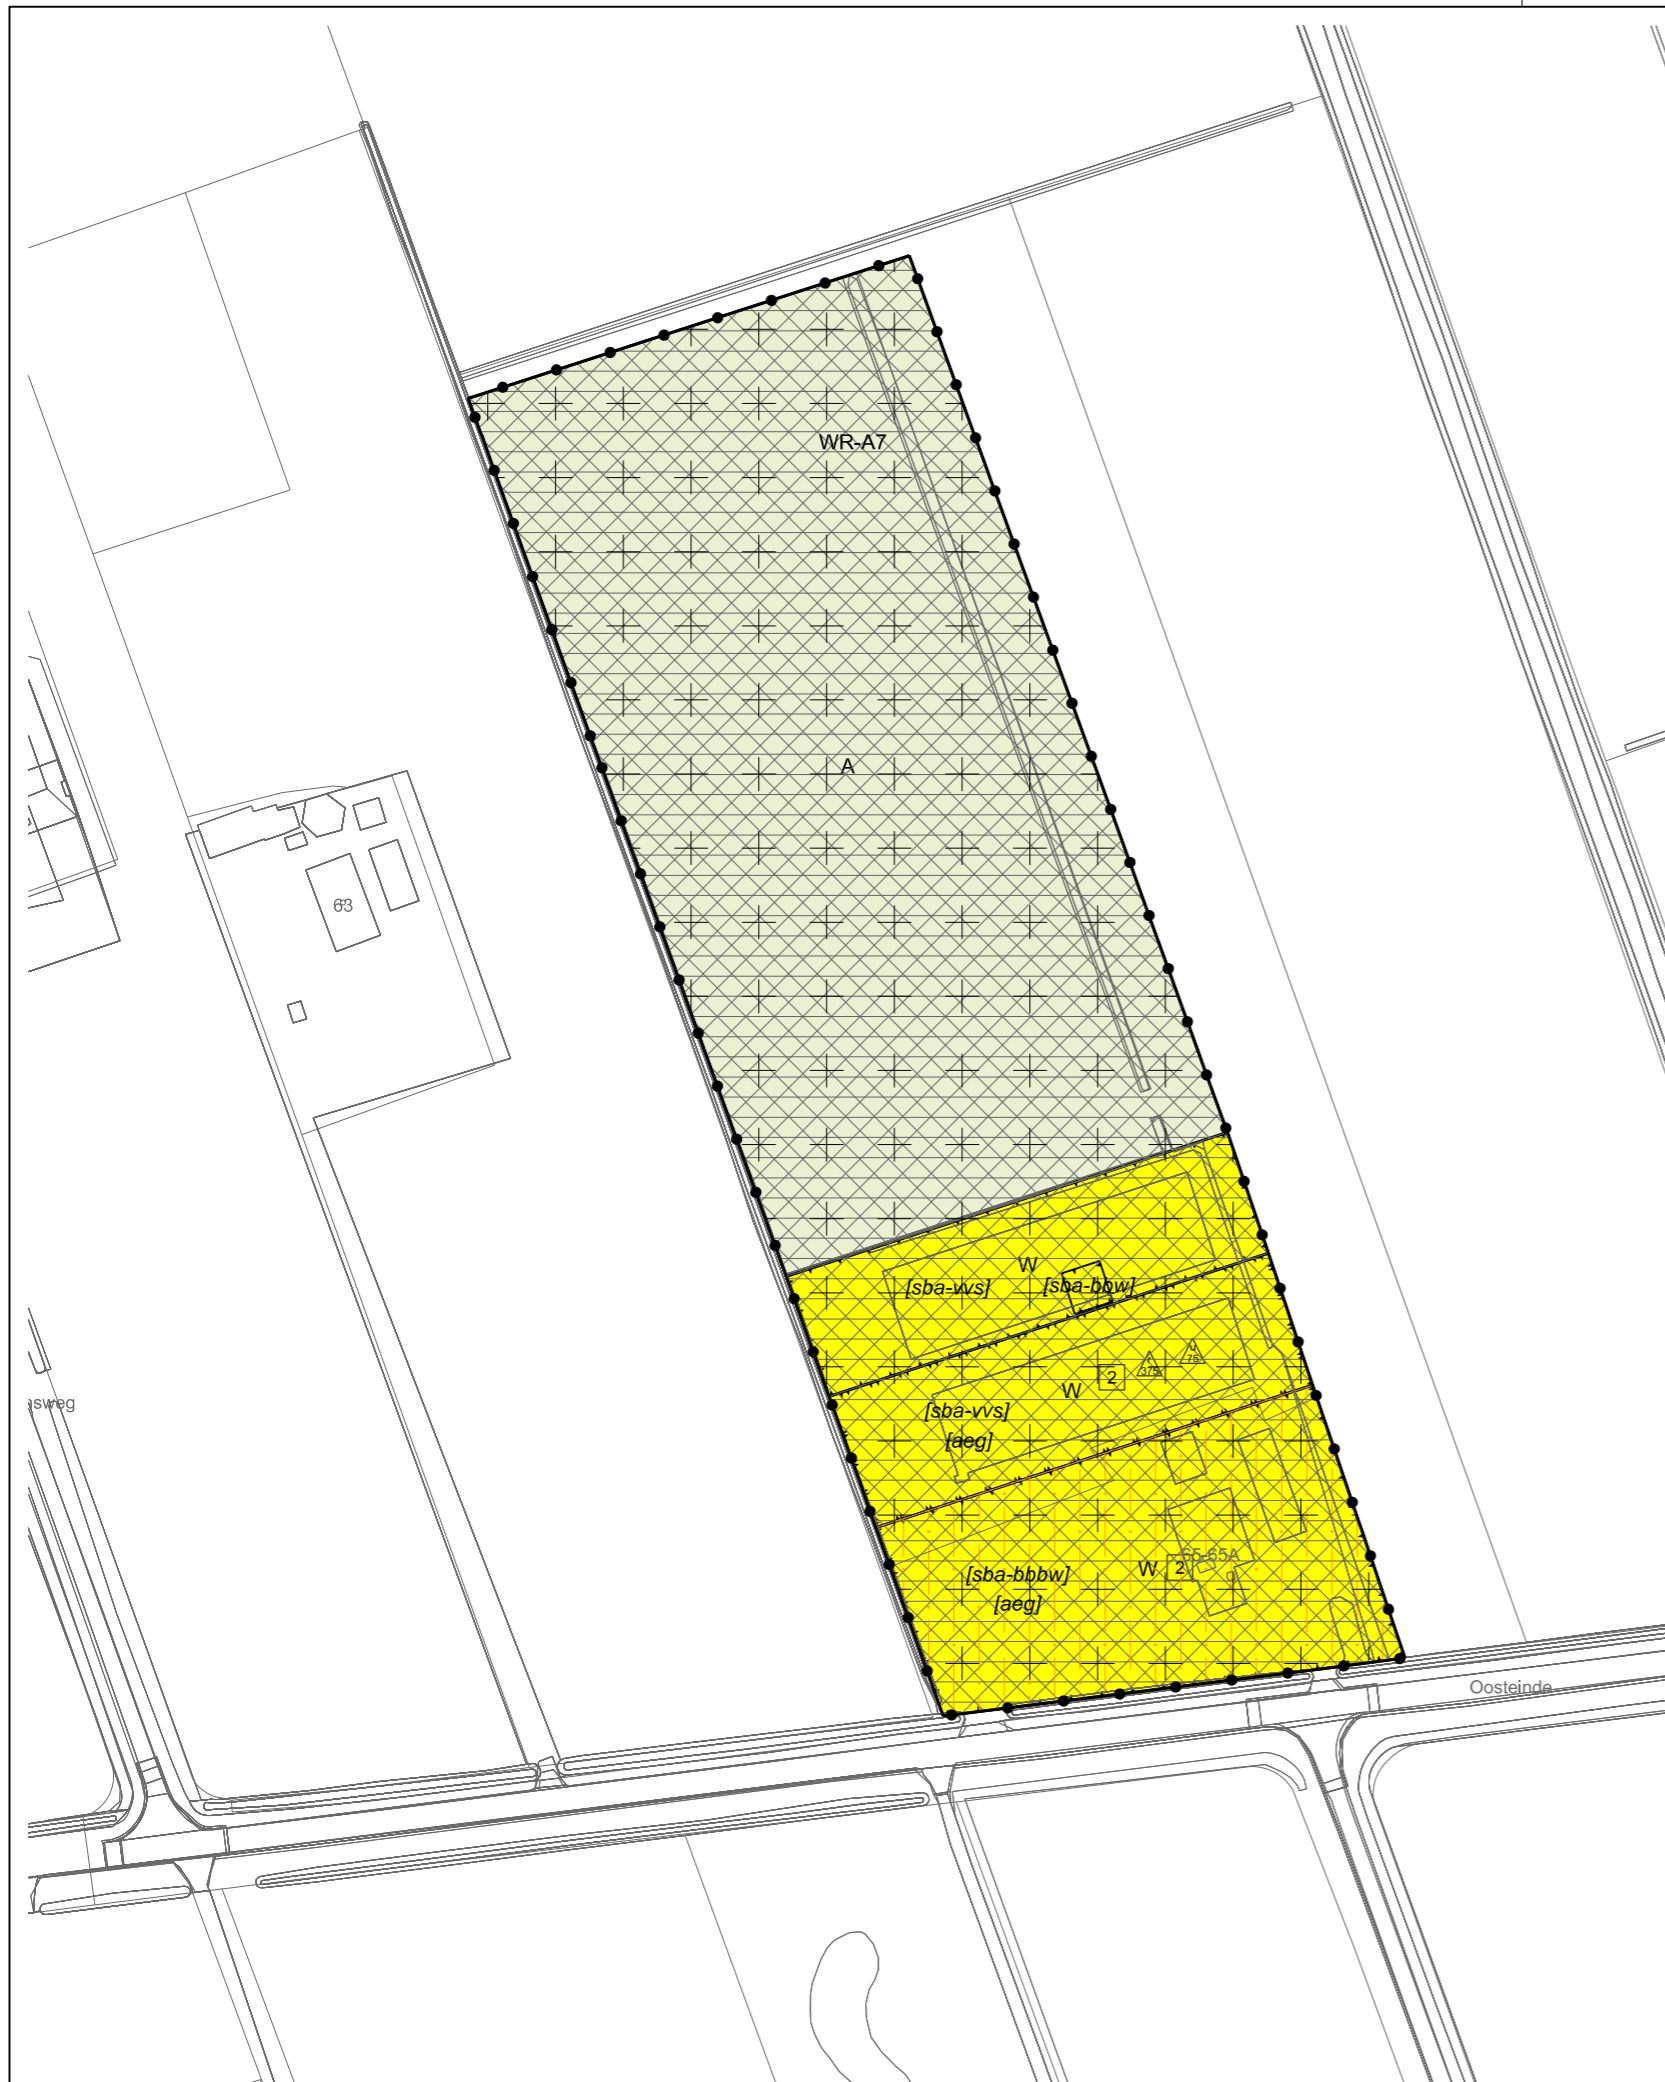 WR-A7
A
63
W
[sba-vvs]
[sba-bbw]
76
375
2
W
[sba-vvs]
[aeg]
sweg
65-65A
W
2
[sba-bbbw]
[aeg]
Oosteinde